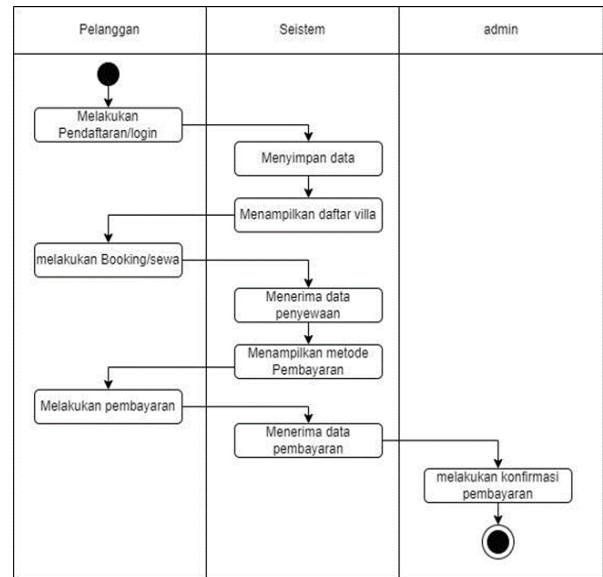 Pelanggan
Seistem
admin
Melakukan
Pendaftaran/login
Menyimpan data
Menampilkan daftar villa
melakukan Booking/sewa
Menerima data
penyewaan
Menampilkan metode
Pembayaran
Melakukan pembayaran
Menerima data
pembayaran
melakukan konfirmasi
pembayaran